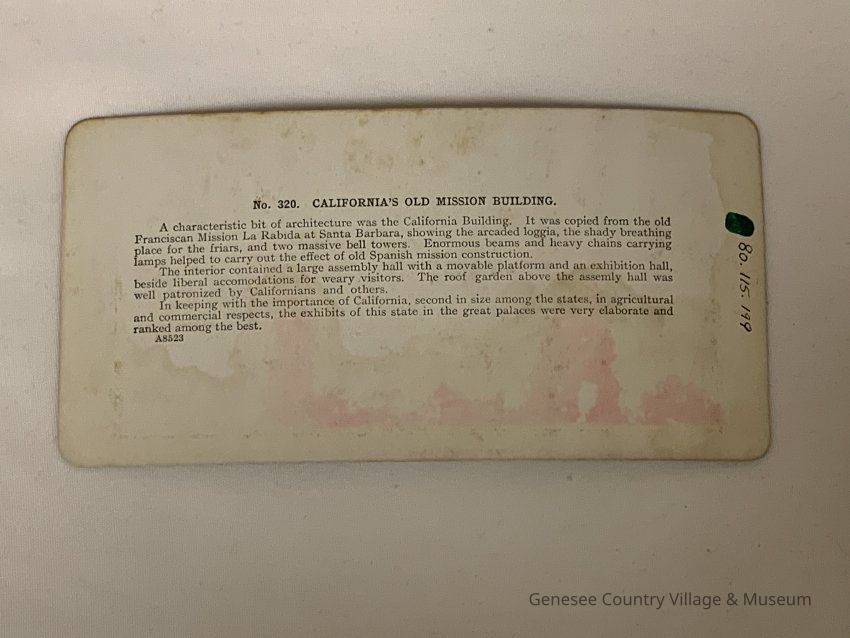 No. 320. CALIFORNIA'S OLD MISSION BUILDING.
A characteristic bit of architecture was the California Building. It was copied from the old
Franciscan Mission La Rabida at Santa Barbara, showing the arcaded loggia, the shady breathing
place for the friars, and two massive bell towers. Enormous beams and heavy chains carrying
lamps helped to carry out the effect of old Spanish mission construction.
The interior contained a large assembly hall with a movable platform and an exhibition hall,
beside liberal accomodations for weary visitors. The roof garden above the assemly hall was
well patronized by Californians and others.
In keeping with the importance of California, second in size among the states, in agricultural
and commercial respects, the exhibits of this state in the great palaces were very elaborate and
ranked among the best.
A8523
80.115.199
Genesee Country Village & Museum